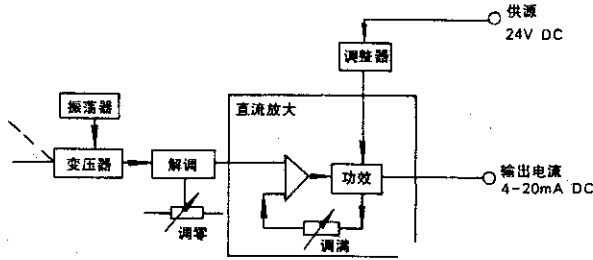 供源
24V DC
调整器
振荡器
直流放大
变压器
解调
功效
输出电流
4-20mA DC
调零
调满